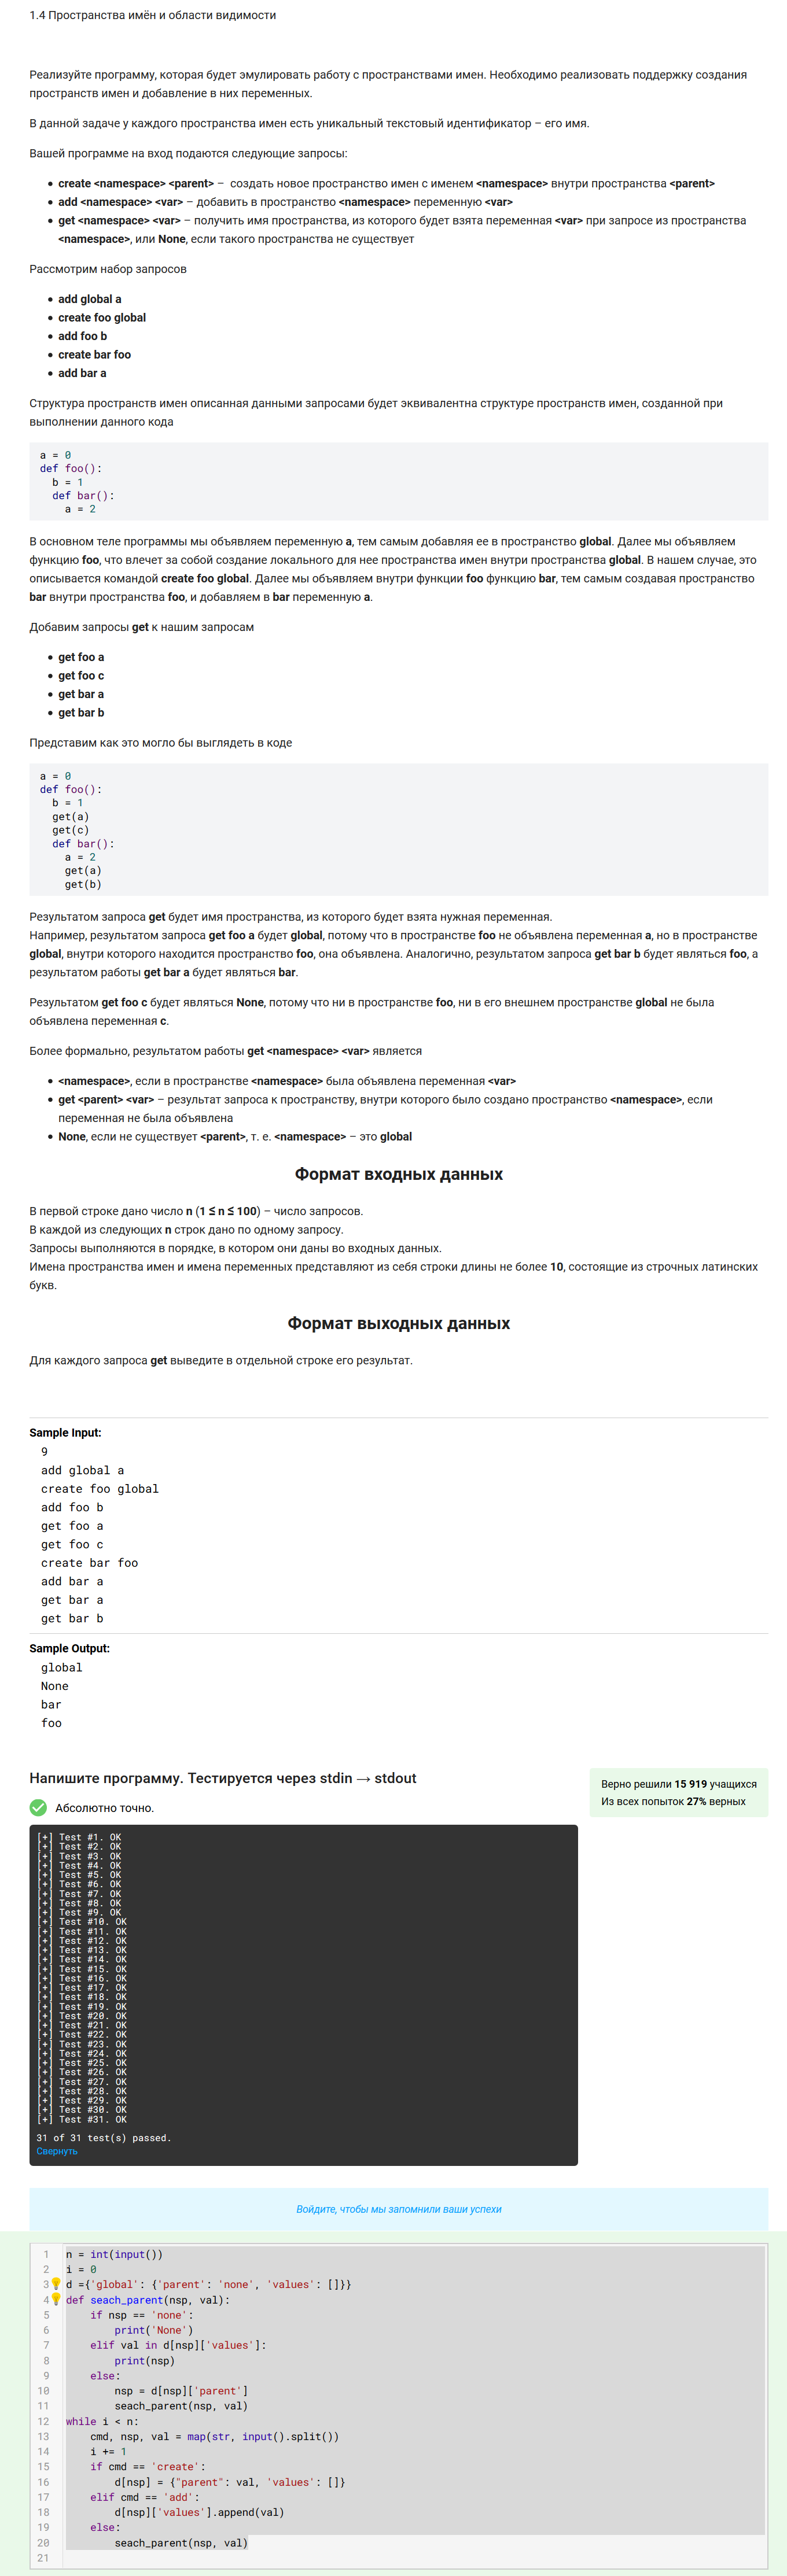 1.4 Пространства имён и области видимости
Реализуйте программу, которая будет эмулировать работу с пространствами имен. Необходимо реализовать поддержку создания
пространств имен и добавление в них переменных.
В данной задаче у каждого пространства имен есть уникальный текстовый идентификатор – его имя.
Вашей программе на вход подаются следующие запросы:
• create <namespace> <parent> –  создать новое пространство имен с именем <namespace> внутри пространства <parent>
• add <namespace> <var> – добавить в пространство <namespace> переменную <var>
• get <namespace> <var> – получить имя пространства, из которого будет взята переменная <var> при запросе из пространства
<namespace>, или None, если такого пространства не существует
Рассмотрим набор запросов
• add global a
• create foo global
• add foo b
• create bar foo
• add bar a
Структура пространств имен описанная данными запросами будет эквивалентна структуре пространств имен, созданной при
выполнении данного кода
a = 0
def foo():
  b = 1
  def bar():
    a = 2
В основном теле программы мы объявляем переменную a, тем самым добавляя ее в пространство global. Далее мы объявляем
функцию foo, что влечет за собой создание локального для нее пространства имен внутри пространства global. В нашем случае, это
описывается командой create foo global. Далее мы объявляем внутри функции foo функцию bar, тем самым создавая пространство
bar внутри пространства foo, и добавляем в bar переменную a.
Добавим запросы get к нашим запросам
• get foo a
• get foo c
• get bar a
• get bar b
Представим как это могло бы выглядеть в коде
a = 0
def foo():
  b = 1
  get(a)
  get(c)
  def bar():
    a = 2
    get(a)
    get(b)
Результатом запроса get будет имя пространства, из которого будет взята нужная переменная.
Например, результатом запроса get foo a будет global, потому что в пространстве foo не объявлена переменная a, но в пространстве
global, внутри которого находится пространство foo, она объявлена. Аналогично, результатом запроса get bar b будет являться foo, а
результатом работы get bar a будет являться bar.
Результатом get foo c будет являться None, потому что ни в пространстве foo, ни в его внешнем пространстве global не была
объявлена переменная c.
Более формально, результатом работы get <namespace> <var> является
• <namespace>, если в пространстве <namespace> была объявлена переменная <var>
• get <parent> <var> – результат запроса к пространству, внутри которого было создано пространство <namespace>, если
переменная не была объявлена
• None, если не существует <parent>, т. е. <namespace> – это global
Формат входных данных
В первой строке дано число n (1 ≤ n ≤ 100) – число запросов.
В каждой из следующих n строк дано по одному запросу.
Запросы выполняются в порядке, в котором они даны во входных данных.
Имена пространства имен и имена переменных представляют из себя строки длины не более 10, состоящие из строчных латинских
букв.
Формат выходных данных
Для каждого запроса get выведите в отдельной строке его результат.
Sample Input:
9
add global a
create foo global
add foo b
get foo a
get foo c
create bar foo
add bar a
get bar a
get bar b
Sample Output:
global
None
bar
foo
Напишите программу. Тестируется через stdin → stdout
Верно решили 15 919 учащихся
Из всех попыток 27% верных
Абсолютно точно.
[+] Test #1. OK
[+] Test #2. OK
[+] Test #3. OK
[+] Test #4. OK
[+] Test #5. OK
[+] Test #6. OK
[+] Test #7. OK
[+] Test #8. OK
[+] Test #9. OK
[+] Test #10. OK
[+] Test #11. OK
[+] Test #12. OK
[+] Test #13. OK
[+] Test #14. OK
[+] Test #15. OK
[+] Test #16. OK
[+] Test #17. OK
[+] Test #18. OK
[+] Test #19. OK
[+] Test #20. OK
[+] Test #21. OK
[+] Test #22. OK
[+] Test #23. OK
[+] Test #24. OK
[+] Test #25. OK
[+] Test #26. OK
[+] Test #27. OK
[+] Test #28. OK
[+] Test #29. OK
[+] Test #30. OK
[+] Test #31. OK
31 of 31 test(s) passed.
Свернуть
Войдите, чтобы мы запомнили ваши успехи
1 n = int(input())
2 i = 0
3 d ={'global': {'parent': 'none', 'values': []}}
4 def seach_parent(nsp, val):
5     if nsp == 'none':
6         print('None')
7     elif val in d[nsp]['values']:
8         print(nsp)
9     else:
10         nsp = d[nsp]['parent']
11         seach_parent(nsp, val)
12 while i < n:
13     cmd, nsp, val = map(str, input().split())
14     i += 1
15     if cmd == 'create':
16         d[nsp] = {"parent": val, 'values': []}
17     elif cmd == 'add':
18         d[nsp]['values'].append(val)
19     else:
20         seach_parent(nsp, val)
21